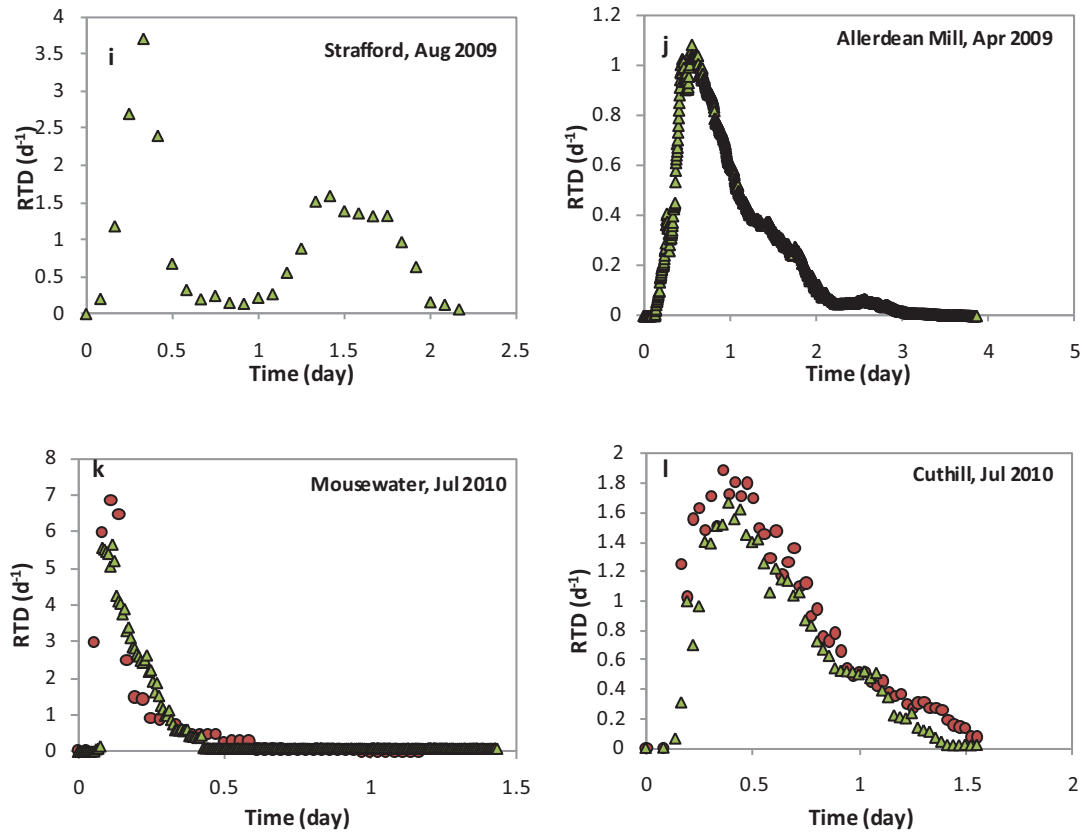 i
Strafford, Aug 2009
RTD (d-1)
4
3.5
3
2.5
2
1.5
1
0.5
0
0 0.5 1 1.5 2 2.5
Time (day)
j
Allerdean Mill, Apr 2009
RTD (d-1)
1.2
1
0.8
0.6
0.4
0.2
0
0 1 2 3 4 5
Time (day)
k
Mousewater, Jul 2010
RTD (d-1)
8
7
6
5
4
3
2
1
0
0 0.5 1 1.5
Time (day)
l
Cuthill, Jul 2010
RTD (d-1)
2
1.8
1.6
1.4
1.2
1
0.8
0.6
0.4
0.2
0
0 0.5 1 1.5 2
Time (day)